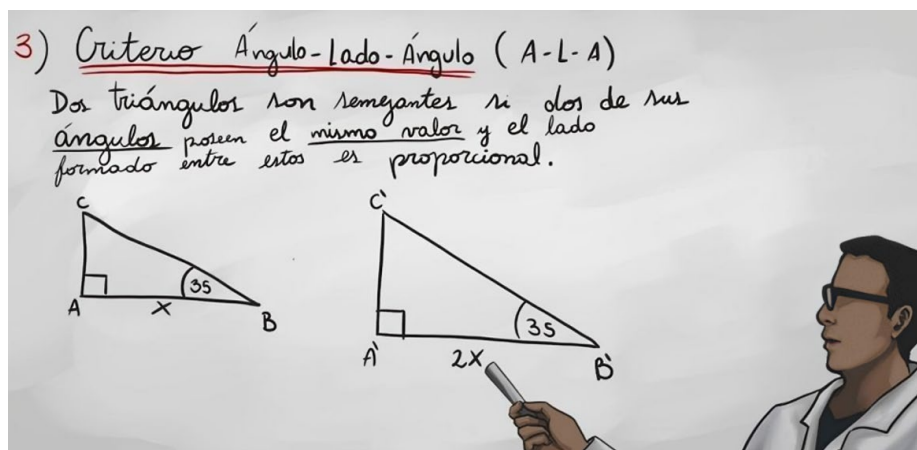 3) Criterio Ángulo-Lado-Ángulo (A-L-A)
Dos triángulos son semejantes si dos de sus
ángulos poseen el mismo valor y el lado
formado entre estos es proporcional.
C
35
A
x
B
C'
35
A'
2x
B'